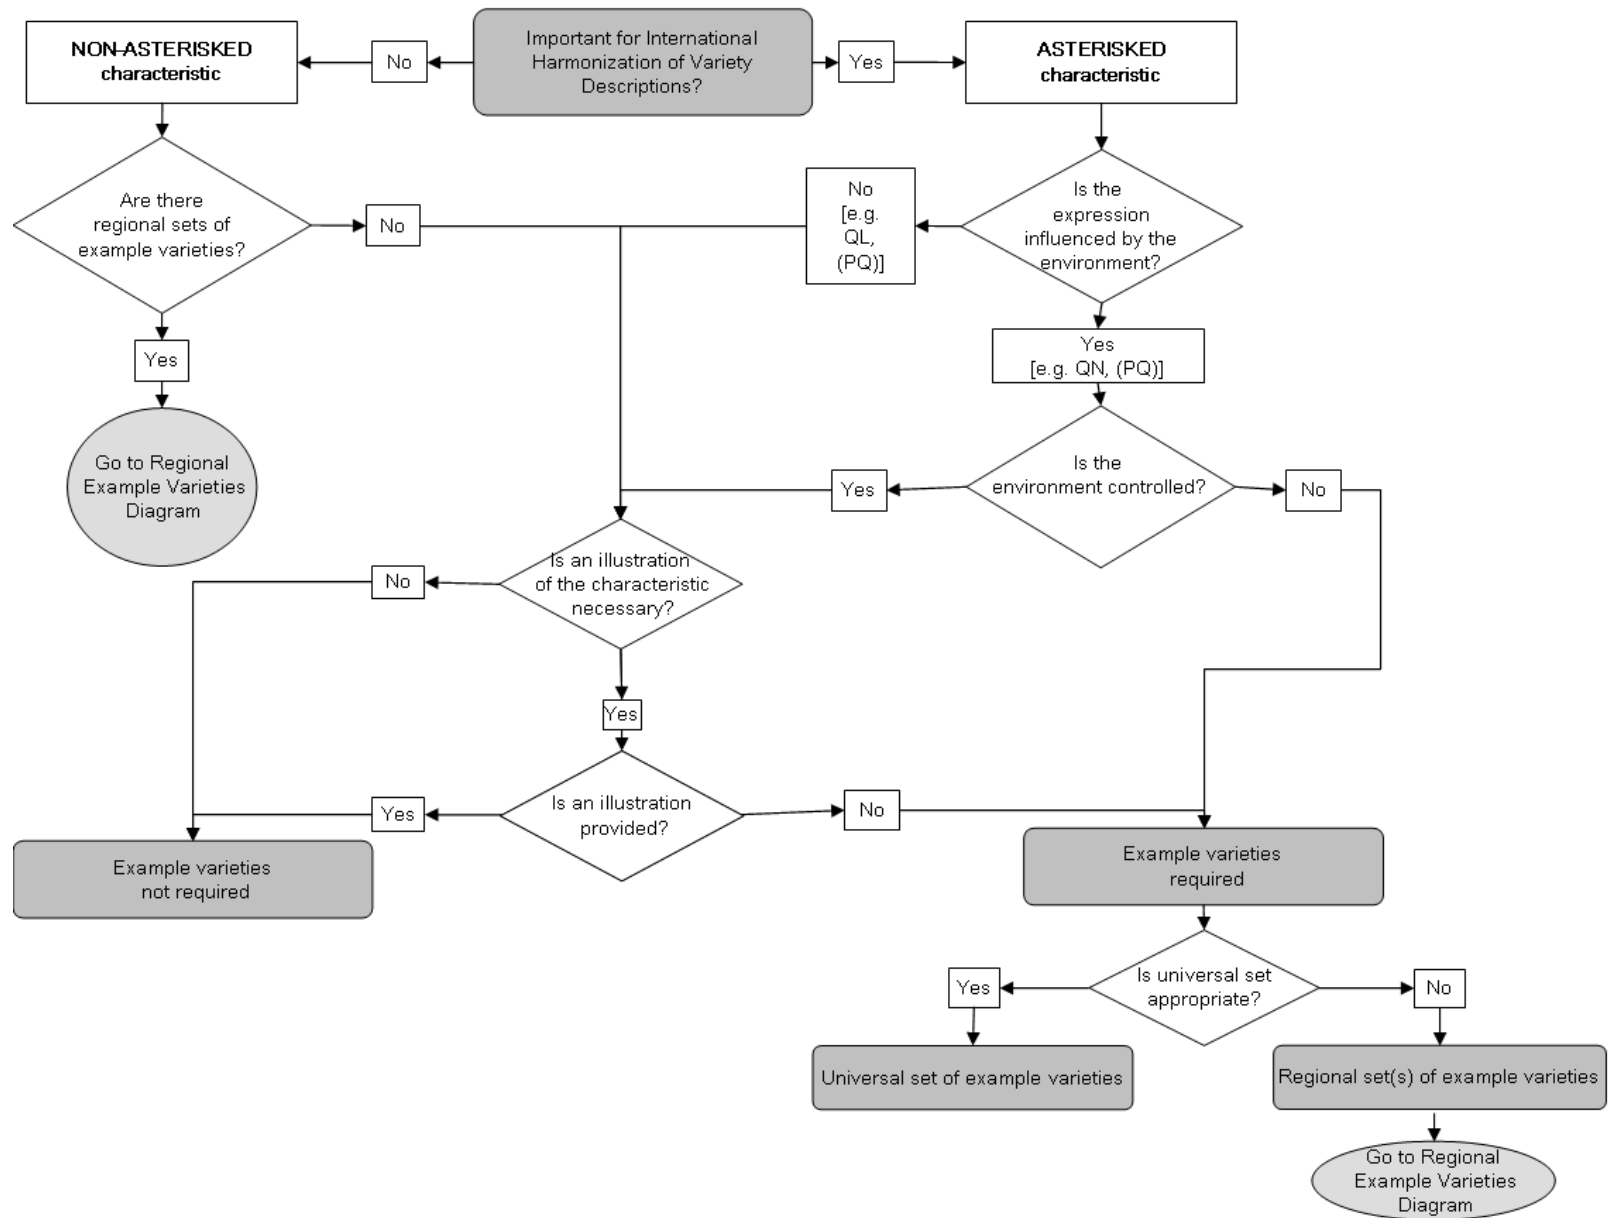 NON-ASTERISKED
characteristic
No
Important for International
Harmonization of Variety
Descriptions?
Yes
ASTERISKED
characteristic
Are there
regional sets of
example varieties?
No
No
[e.g.
QL,
(PQ)]
Is the
expression
influenced by the
environment?
Yes
Yes
[e.g. QN, (PQ)]
Go to Regional
Example Varieties
Diagram
Yes
Is the
environment controlled?
No
No
Is an illustration
of the characteristic
necessary?
Yes
Yes
Is an illustration
provided?
No
Example varieties
not required
Example varieties
required
Yes
Is universal set
appropriate?
No
Universal set of example varieties
Regional set(s) of example varieties
Go to Regional
Example Varieties
Diagram